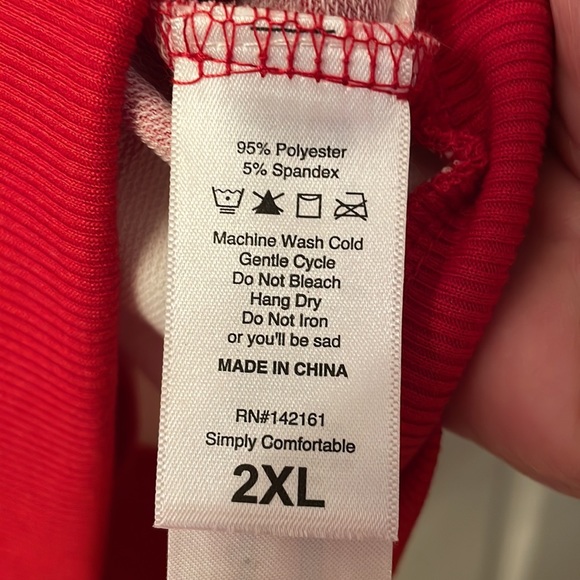 95% Polyester
5% Spandex
Machine Wash Cold
Gentle Cycle
Do Not Bleach
Hang Dry
Do Not Iron
or you'll be sad
MADE IN CHINA
RN#142161
Simply Comfortable
2XL